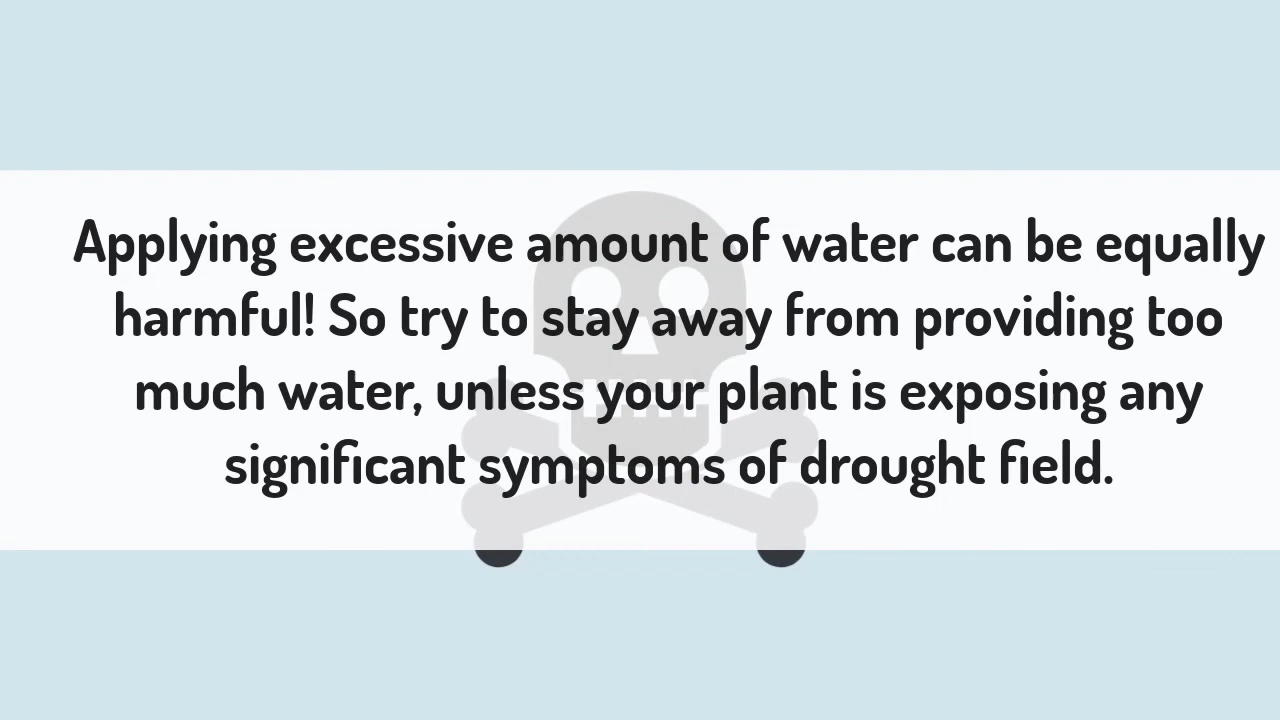 Applying excessive amount of water can be equally
harmful! So try to stay away from providing too
much water, unless your plant is exposing any
significant symptoms of drought field.